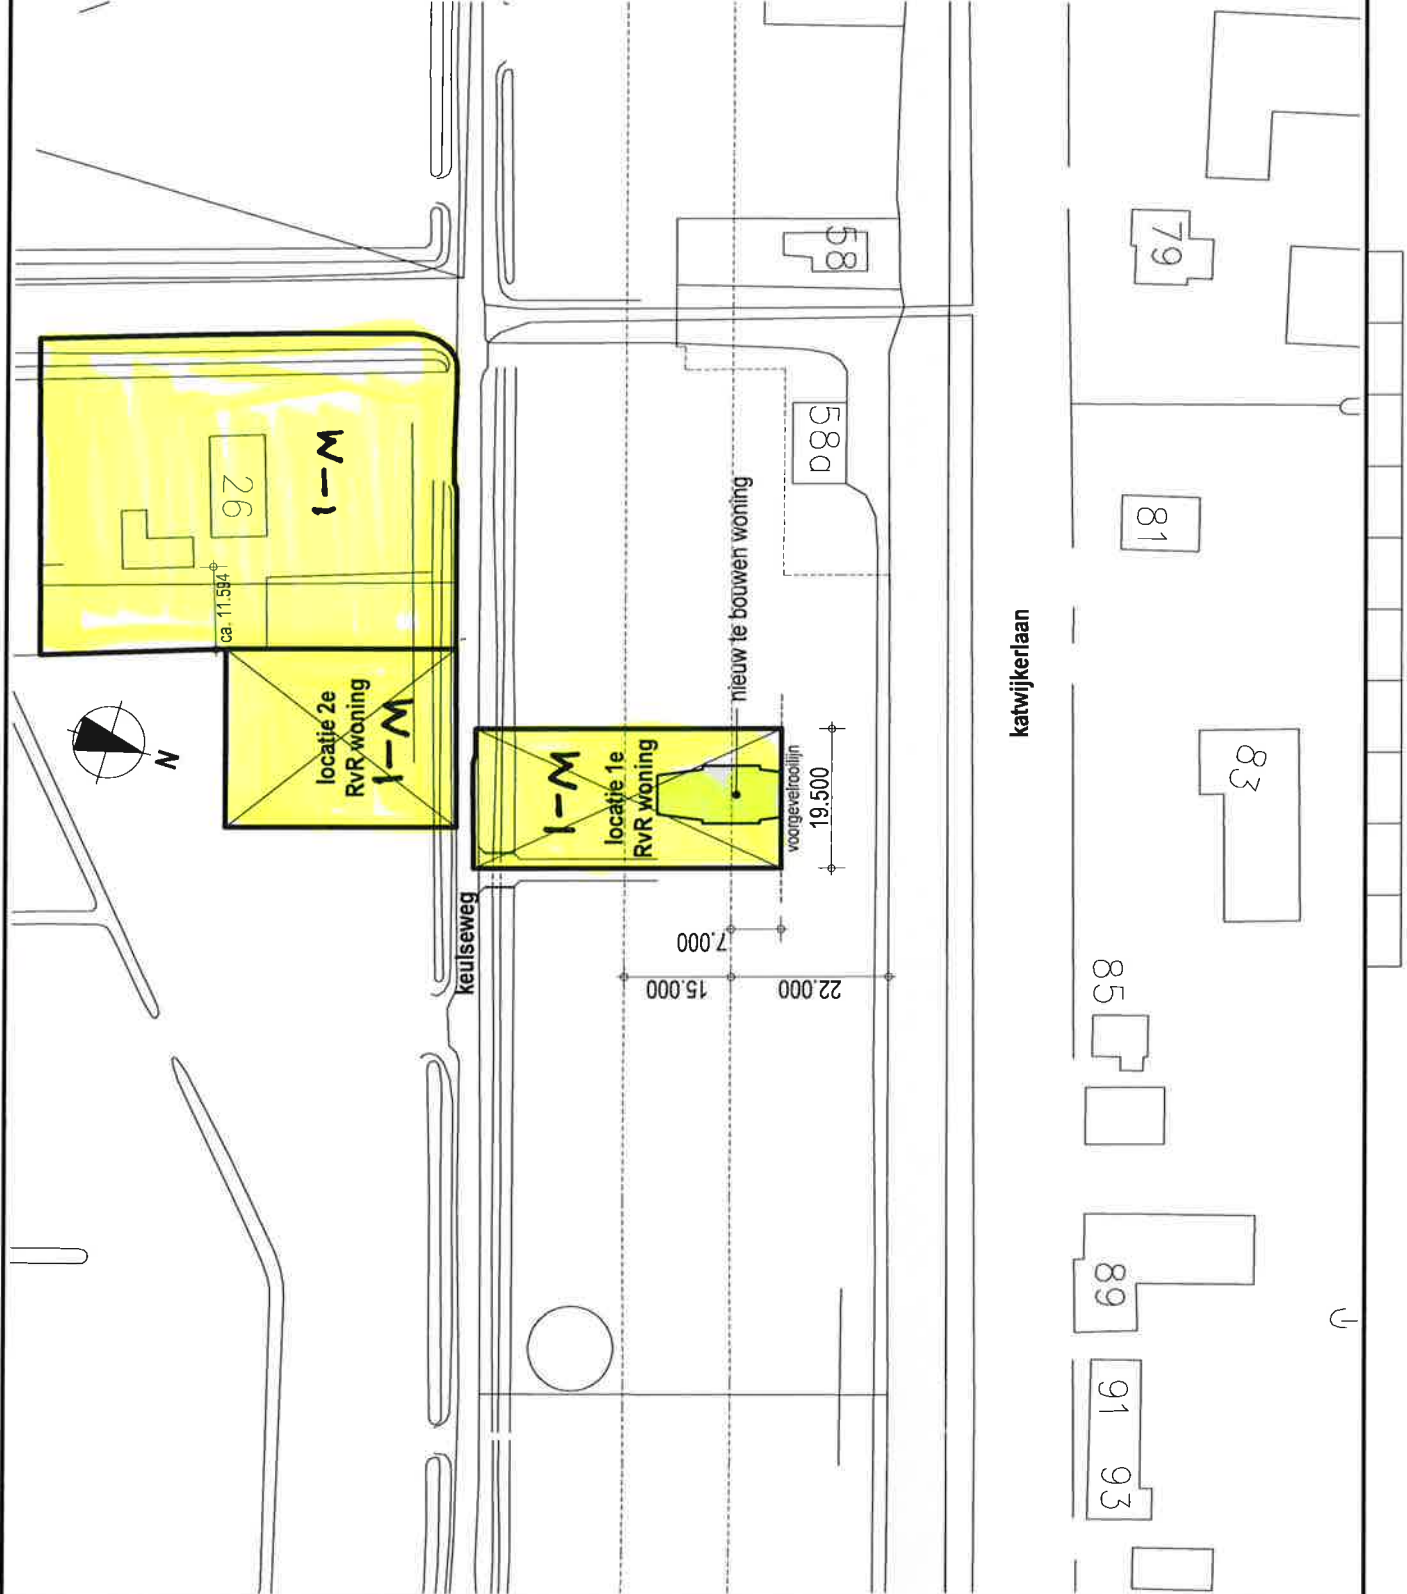 58
79
58a
26
W-1
81
ca. 11.594
nieuw te bouwen woning
katwijkerlaan
locatie 2e
RvR woning
W-1
N
locatie 1e
RvR woning
W-1
voorgevelrooilijn
19.500
83
keulseweg
7.000
15.000
22.000
85
89
91
93